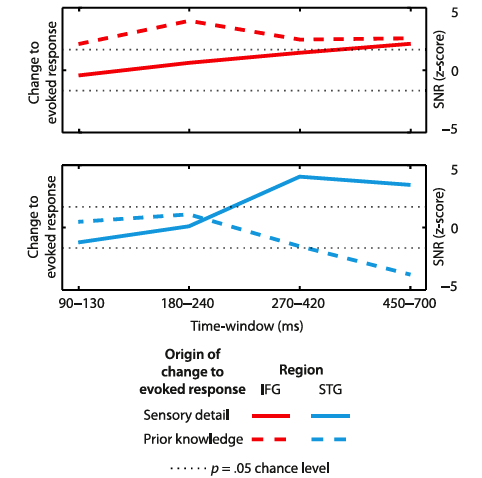 Change to
evoked response
5
0
−5
SNR (z-score)
Change to
evoked response
5
0
−5
SNR (z-score)
90–130 180–240 270–420 450–700
Time-window (ms)
Origin of
change to
evoked response
Region
IFG STG
Sensory detail
Prior knowledge
p = .05 chance level